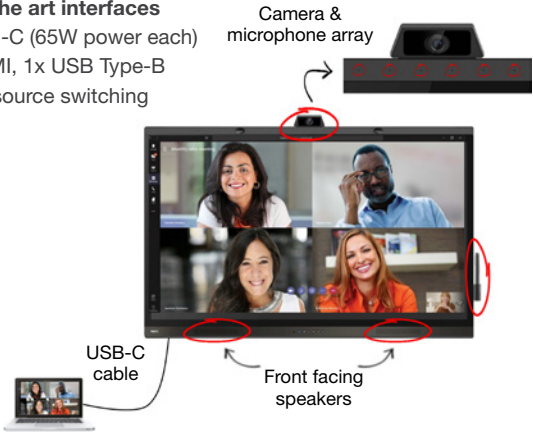 he art interfaces
-C (65W power each)
MI, 1x USB Type-B
source switching
Camera &
microphone array
USB-C
cable
Front facing
speakers